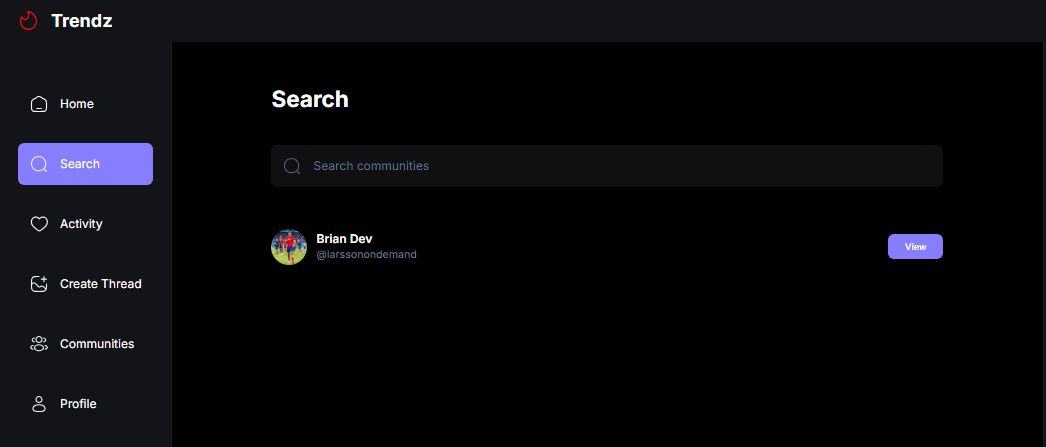 Trendz
Home
Search
Activity
Create Thread
Communities
Profile
Search
Search communities
Brian Dev
@larssonondemand
View